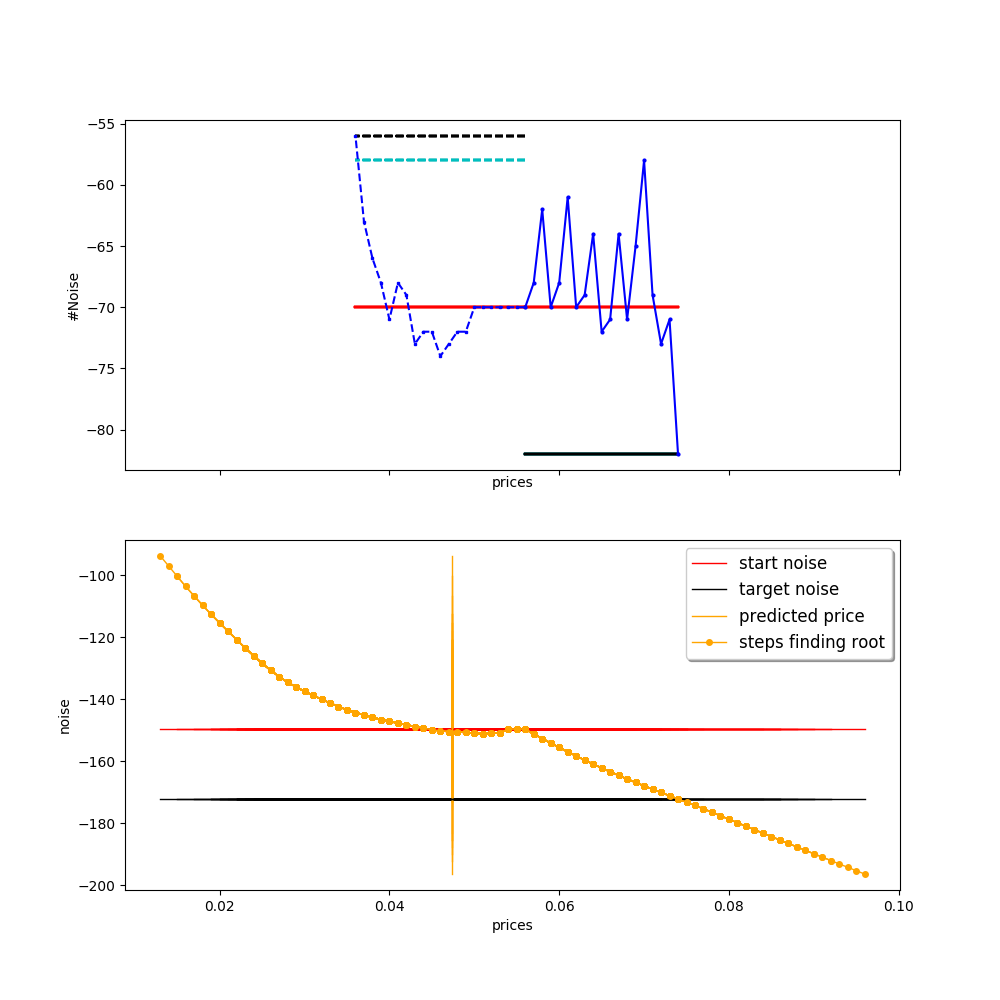 −55
−60
−65
−70
−75
−80
#Noise
prices
−100
−120
−140
−160
−180
−200
noise
start noise
target noise
predicted price
steps finding root
0.02 0.04 0.06 0.08 0.10
prices